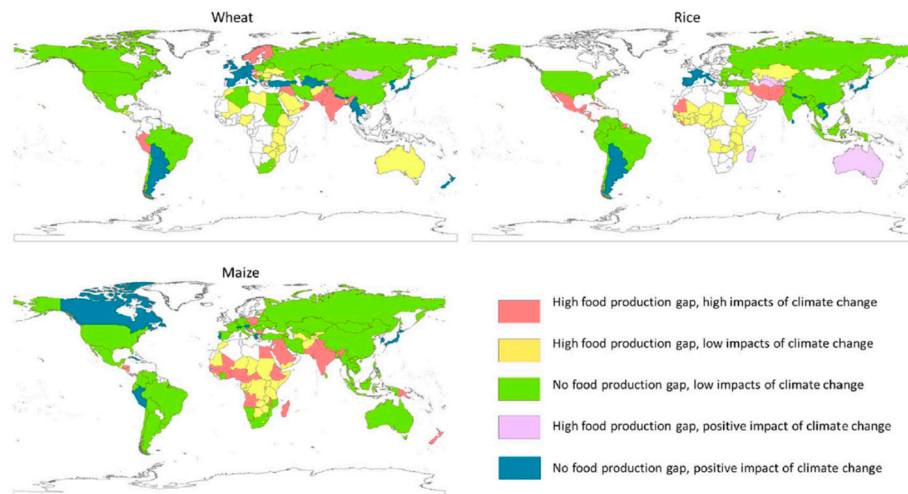 Wheat
Rice
Maize
High food production gap, high impacts of climate change
High food production gap, low impacts of climate change
No food production gap, low impacts of climate change
High food production gap, positive impact of climate change
No food production gap, positive impact of climate change